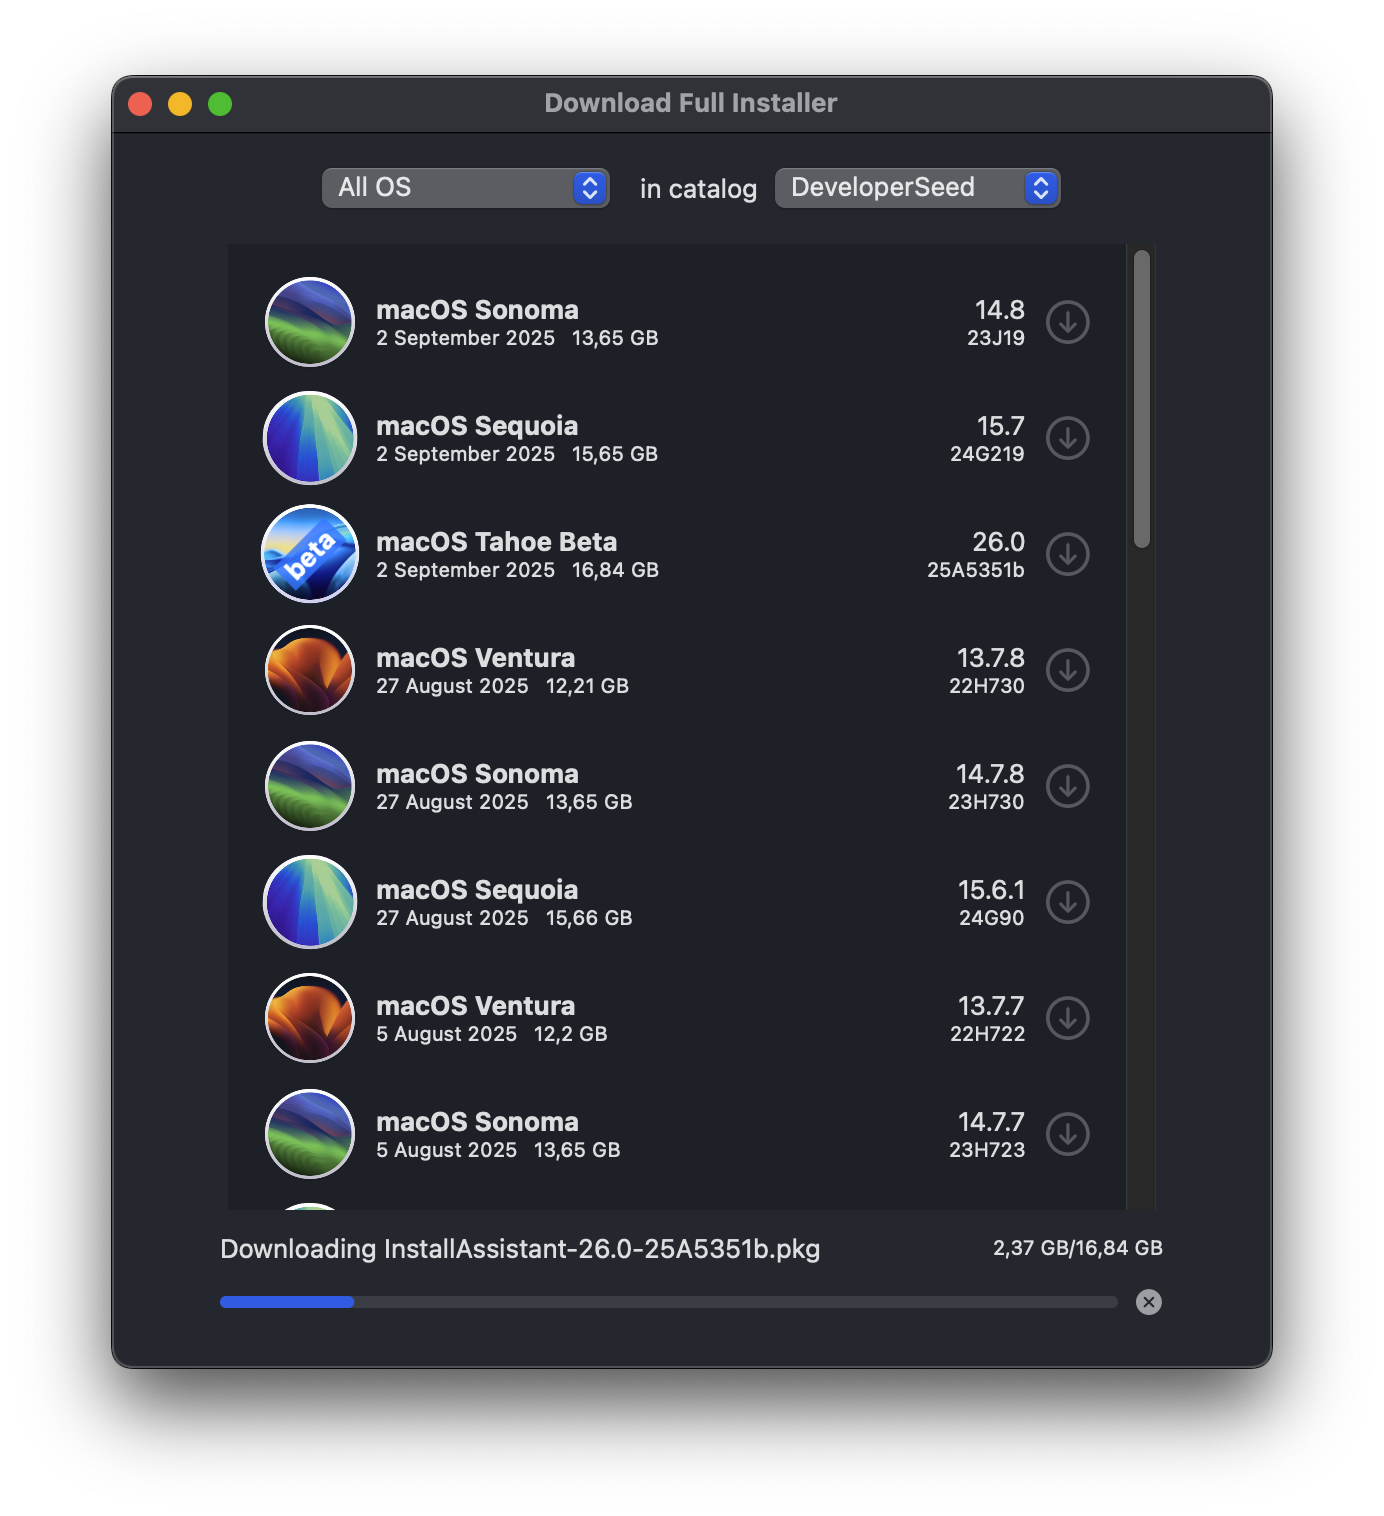 Download Full Installer
All OS in catalog DeveloperSeed
macOS Sonoma 14.8
2 September 2025 13,65 GB 23J19
macOS Sequoia 15.7
2 September 2025 15,65 GB 24G219
beta
macOS Tahoe Beta 26.0
2 September 2025 16,84 GB 25A5351b
macOS Ventura 13.7.8
27 August 2025 12,21 GB 22H730
macOS Sonoma 14.7.8
27 August 2025 13,65 GB 23H730
macOS Sequoia 15.6.1
27 August 2025 15,66 GB 24G90
macOS Ventura 13.7.7
5 August 2025 12,2 GB 22H722
macOS Sonoma 14.7.7
5 August 2025 13,65 GB 23H723
Downloading InstallAssistant-26.0-25A5351b.pkg 2,37 GB/16,84 GB